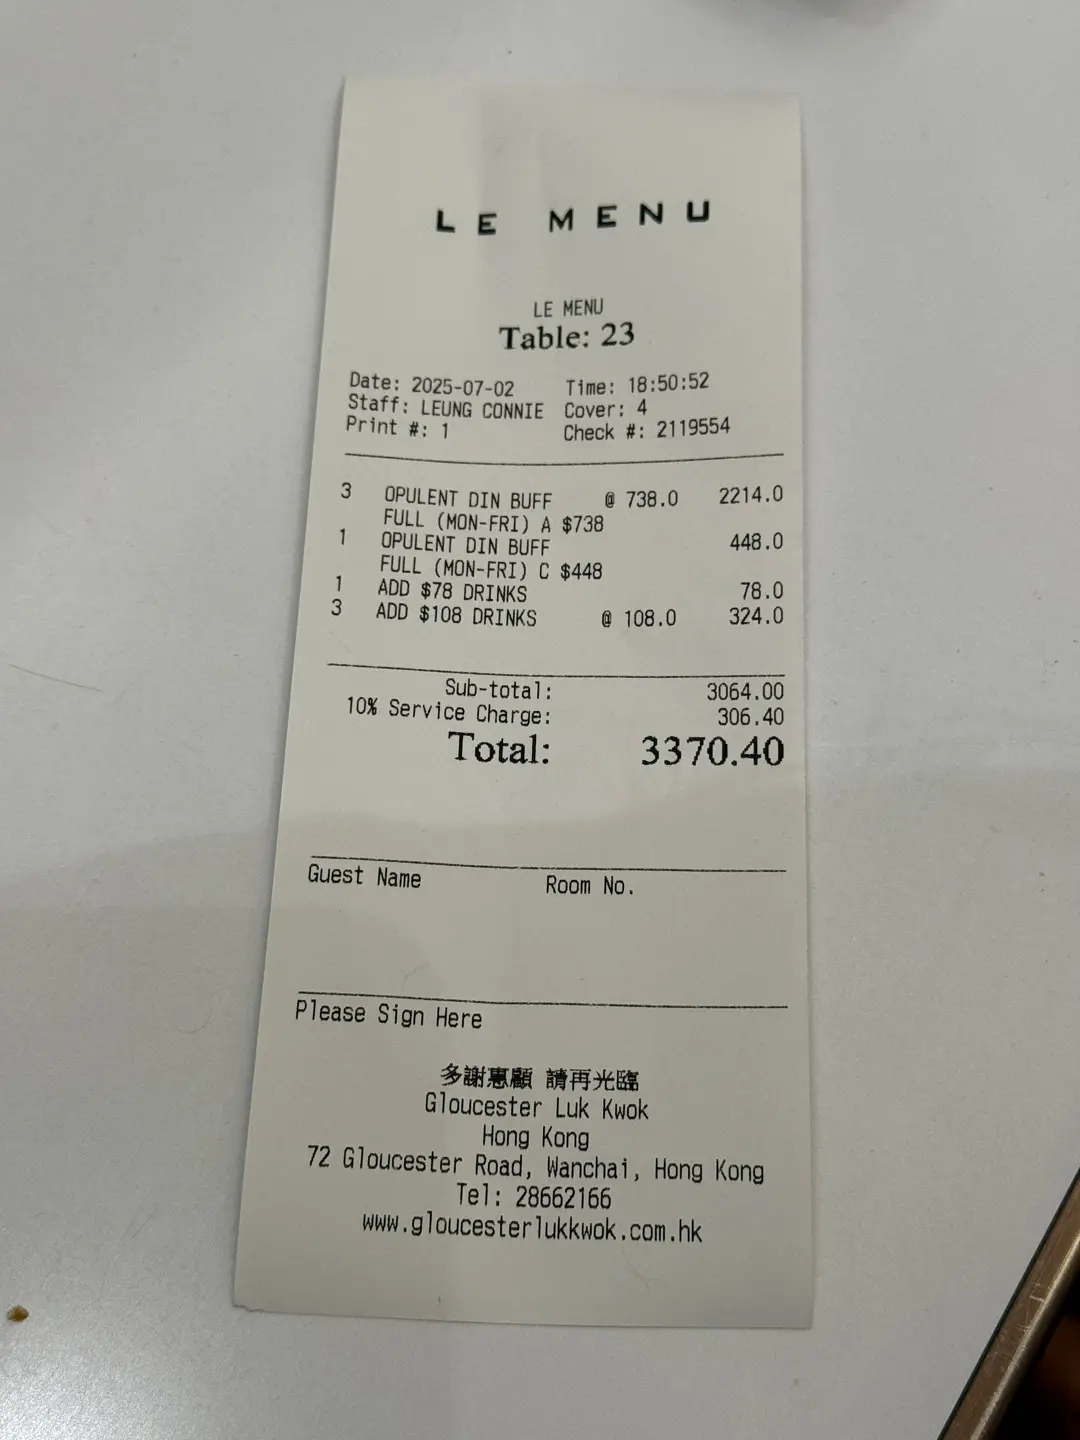 LE MENU
LE MENU
Table: 23
Date: 2025-07-02 Time: 18:50:52
Staff: LEUNG CONNIE Cover: 4
Print #: 1 Check #: 2119554
3 OPULENT DIN BUFF @ 738.0 2214.0
FULL (MON-FRI) A $738
1 OPULENT DIN BUFF 448.0
FULL (MON-FRI) C $448
1 ADD $78 DRINKS 78.0
3 ADD $108 DRINKS @ 108.0 324.0
Sub-total: 3064.00
10% Service Charge: 306.40
Total: 3370.40
Guest Name Room No.
Please Sign Here
多謝惠顧 請再光臨
Gloucester Luk Kwok
Hong Kong
72 Gloucester Road, Wanchai, Hong Kong
Tel: 28662166
www.gloucesterlukkwok.com.hk